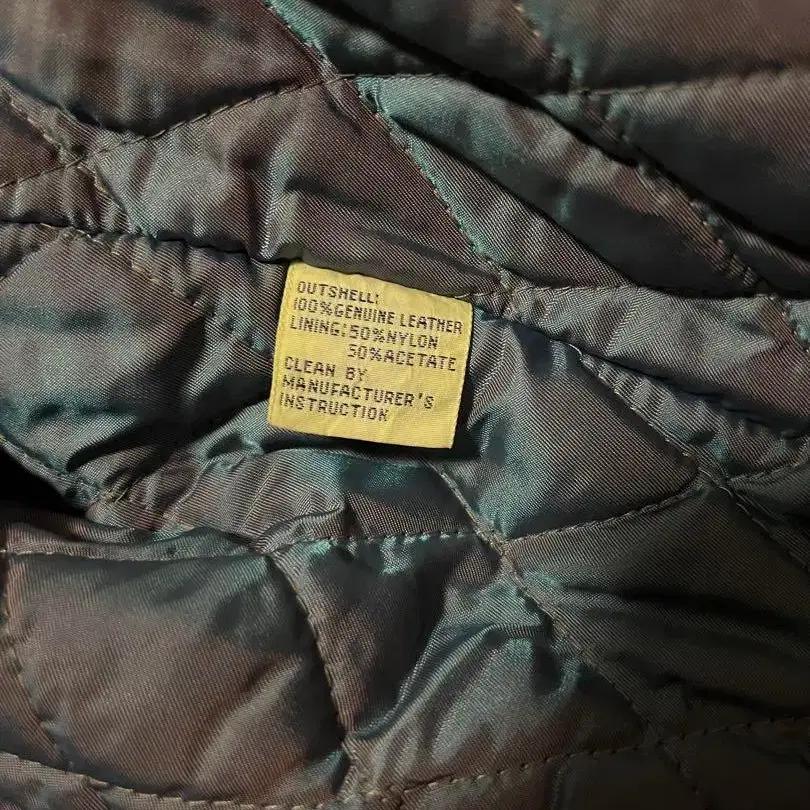 OUTSHELL:
100%GENUINE LEATHER
LINING:50%NYLON
50%ACETATE
CLEAN BY
MANUFACTURER'S
INSTRUCTION